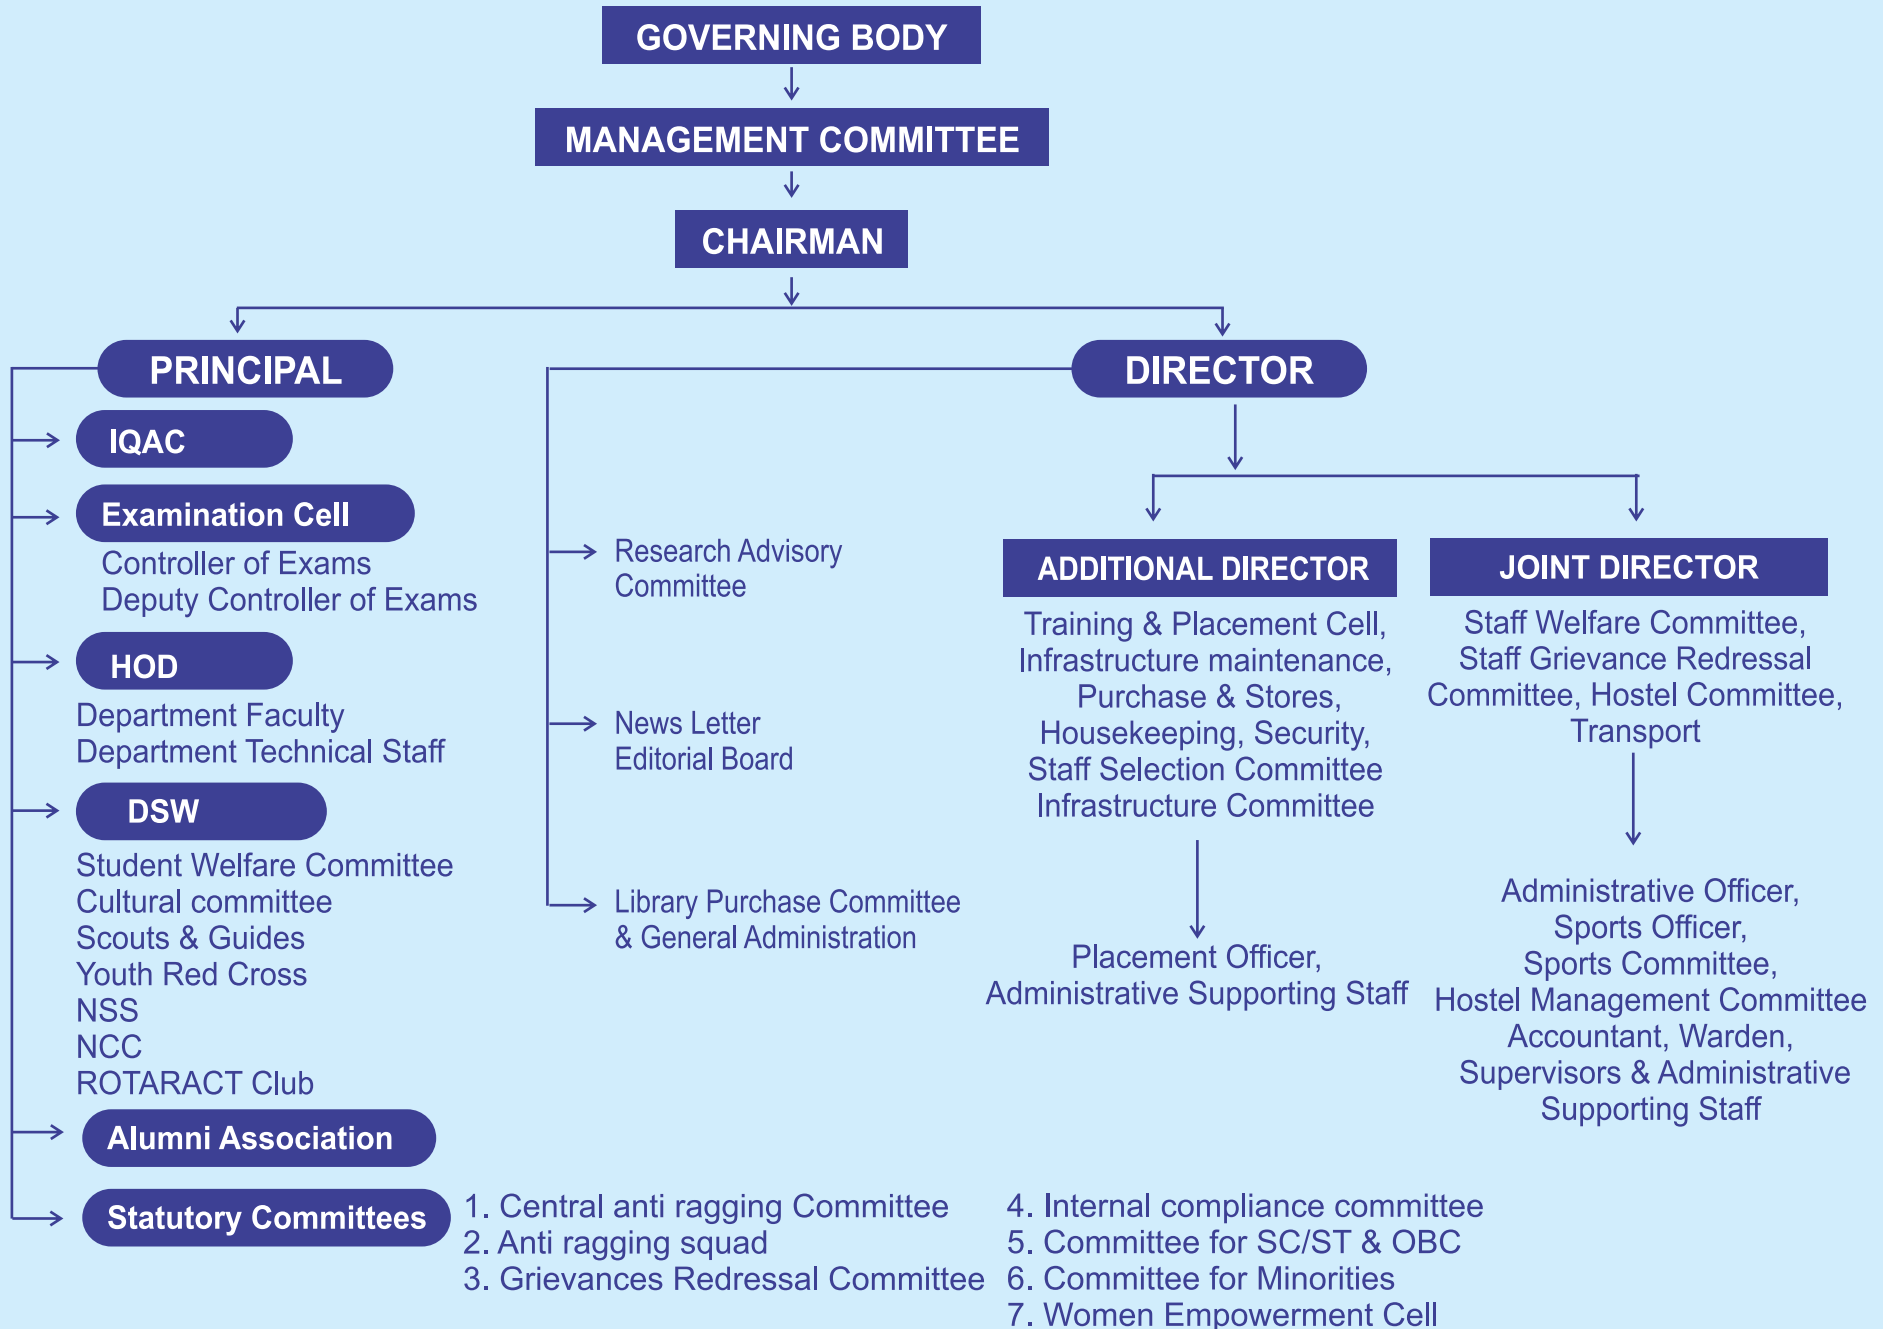 GOVERNING BODY
MANAGEMENT COMMITTEE
CHAIRMAN
PRINCIPAL
IQAC
Examination Cell
Controller of Exams
Deputy Controller of Exams
HOD
Department Faculty
Department Technical Staff
DSW
Student Welfare Committee
Cultural committee
Scouts & Guides
Youth Red Cross
NSS
NCC
ROTARACT Club
Alumni Association
Statutory Committees
1. Central anti ragging Committee
2. Anti ragging squad
3. Grievances Redressal Committee
4. Internal compliance committee
5. Committee for SC/ST & OBC
6. Committee for Minorities
7. Women Empowerment Cell
DIRECTOR
Research Advisory
Committee
News Letter
Editorial Board
Library Purchase Committee
& General Administration
ADDITIONAL DIRECTOR
Training & Placement Cell,
Infrastructure maintenance,
Purchase & Stores,
Housekeeping, Security,
Staff Selection Committee
Infrastructure Committee
Placement Officer,
Administrative Supporting Staff
JOINT DIRECTOR
Staff Welfare Committee,
Staff Grievance Redressal
Committee, Hostel Committee,
Transport
Administrative Officer,
Sports Officer,
Sports Committee,
Hostel Management Committee
Accountant, Warden,
Supervisors & Administrative
Supporting Staff